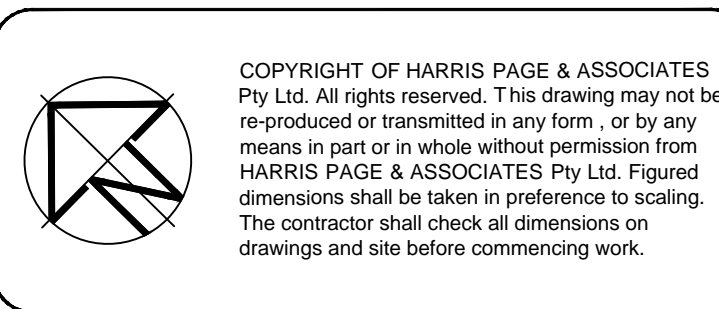 COPYRIGHT OF HARRIS PAGE & ASSOCIATES
Pty Ltd. All rights reserved. This drawing may not be
re-produced or transmitted in any form , or by any
means in part or in whole without permission from
HARRIS PAGE & ASSOCIATES Pty Ltd. Figured
dimensions shall be taken in preference to scaling.
The contractor shall check all dimensions on
drawings and site before commencing work.